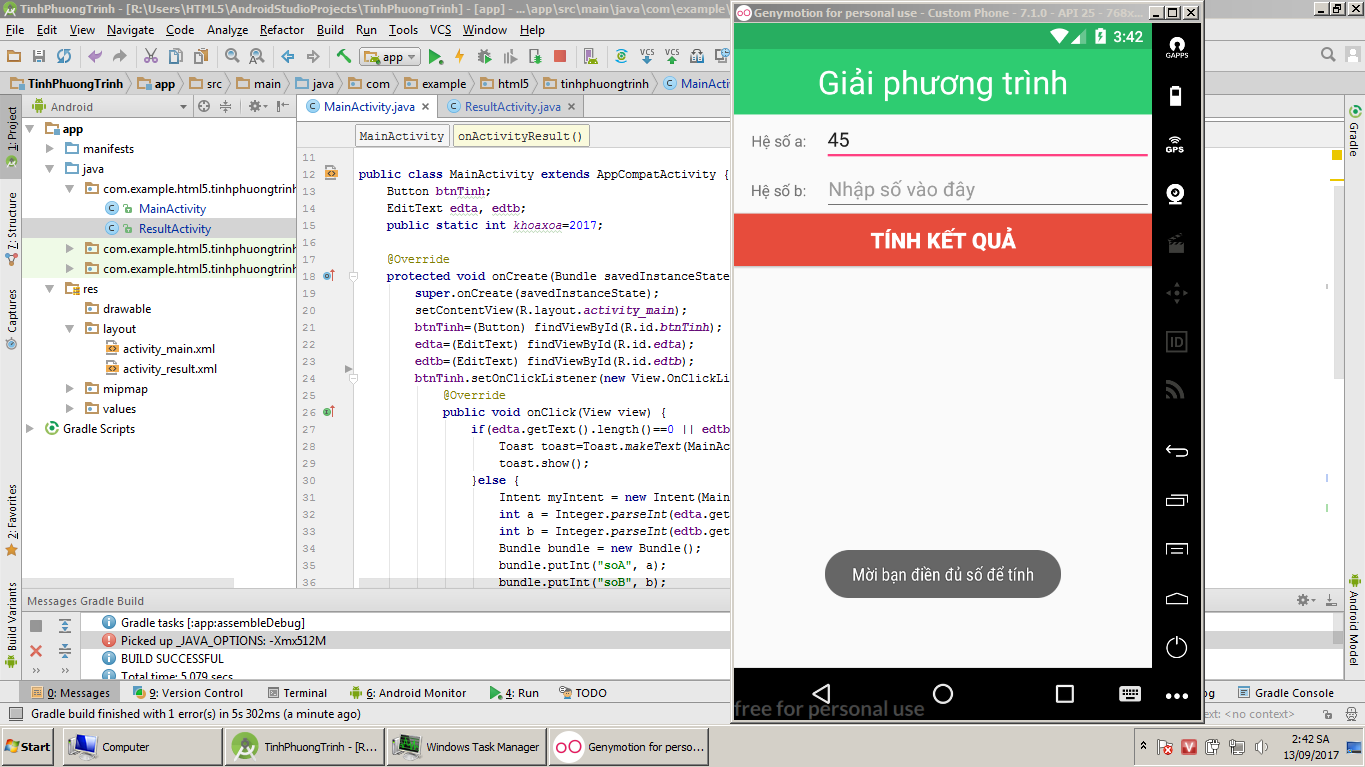 TinhPhuongTrinh - [R:\Users\HTML5\AndroidStudioProjects\TinhPhuongTrinh] - [app] - ...\app\src\main\java\com\example
File Edit View Navigate Code Analyze Refactor Build Run Tools VCS Window Help
app
VCS VCS
TinhPhuongTrinh app src main java com example html5 tinhphuongtrinh MainActi
1: Project
7: Structure
Captures
2: Favorites
Build Variants
Android
app
manifests
java
com.example.html5.tinhphuongtrinh
MainActivity
ResultActivity
com.example.html5.tinhphuongtrinh
com.example.html5.tinhphuongtrinh
res
drawable
layout
activity_main.xml
activity_result.xml
mipmap
values
Gradle Scripts
MainActivity.java ResultActivity.java
MainActivity onActivityResult()
11
12 public class MainActivity extends AppCompatActivity {
13 Button btnTinh;
14 EditText edta, edtb;
15 public static int khoaxoa=2017;
16
17 @Override
18 protected void onCreate(Bundle savedInstanceState
19 super.onCreate(savedInstanceState);
20 setContentView(R.layout.activity_main);
21 btnTinh=(Button) findViewById(R.id.btnTinh);
22 edta=(EditText) findViewById(R.id.edta);
23 edtb=(EditText) findViewById(R.id.edtb);
24 btnTinh.setOnClickListener(new View.OnClickLi
25 @Override
26 public void onClick(View view) {
27 if(edta.getText().length()==0 || edtb
28 Toast toast=Toast.makeText(MainAc
29 toast.show();
30 }else {
31 Intent myIntent = new Intent(Main
32 int a = Integer.parseInt(edta.get
33 int b = Integer.parseInt(edtb.get
34 Bundle bundle = new Bundle();
35 bundle.putInt("soA", a);
36 bundle.putInt("soB", b);
Genymotion for personal use - Custom Phone - 7.1.0 - API 25 - 768x...
3:42
Giải phương trình
Hệ số a: 45
Hệ số b: Nhập số vào đây
TÍNH KẾT QUẢ
Mời bạn điền đủ số để tính
free for personal use
GAPPS
GPS
ID
Gradle
Android Model
Messages Gradle Build
Gradle tasks [:app:assembleDebug]
Picked up _JAVA_OPTIONS: -Xmx512M
BUILD SUCCESSFUL
Total time: 5.079 secs
0: Messages 9: Version Control Terminal 6: Android Monitor 4: Run TODO og Gradle Console
Gradle build finished with 1 error(s) in 5s 302ms (a minute ago) ext: <no context>
Start Computer TinhPhuongTrinh - [R:... Windows Task Manager Genymotion for perso...
2:42 SA
13/09/2017